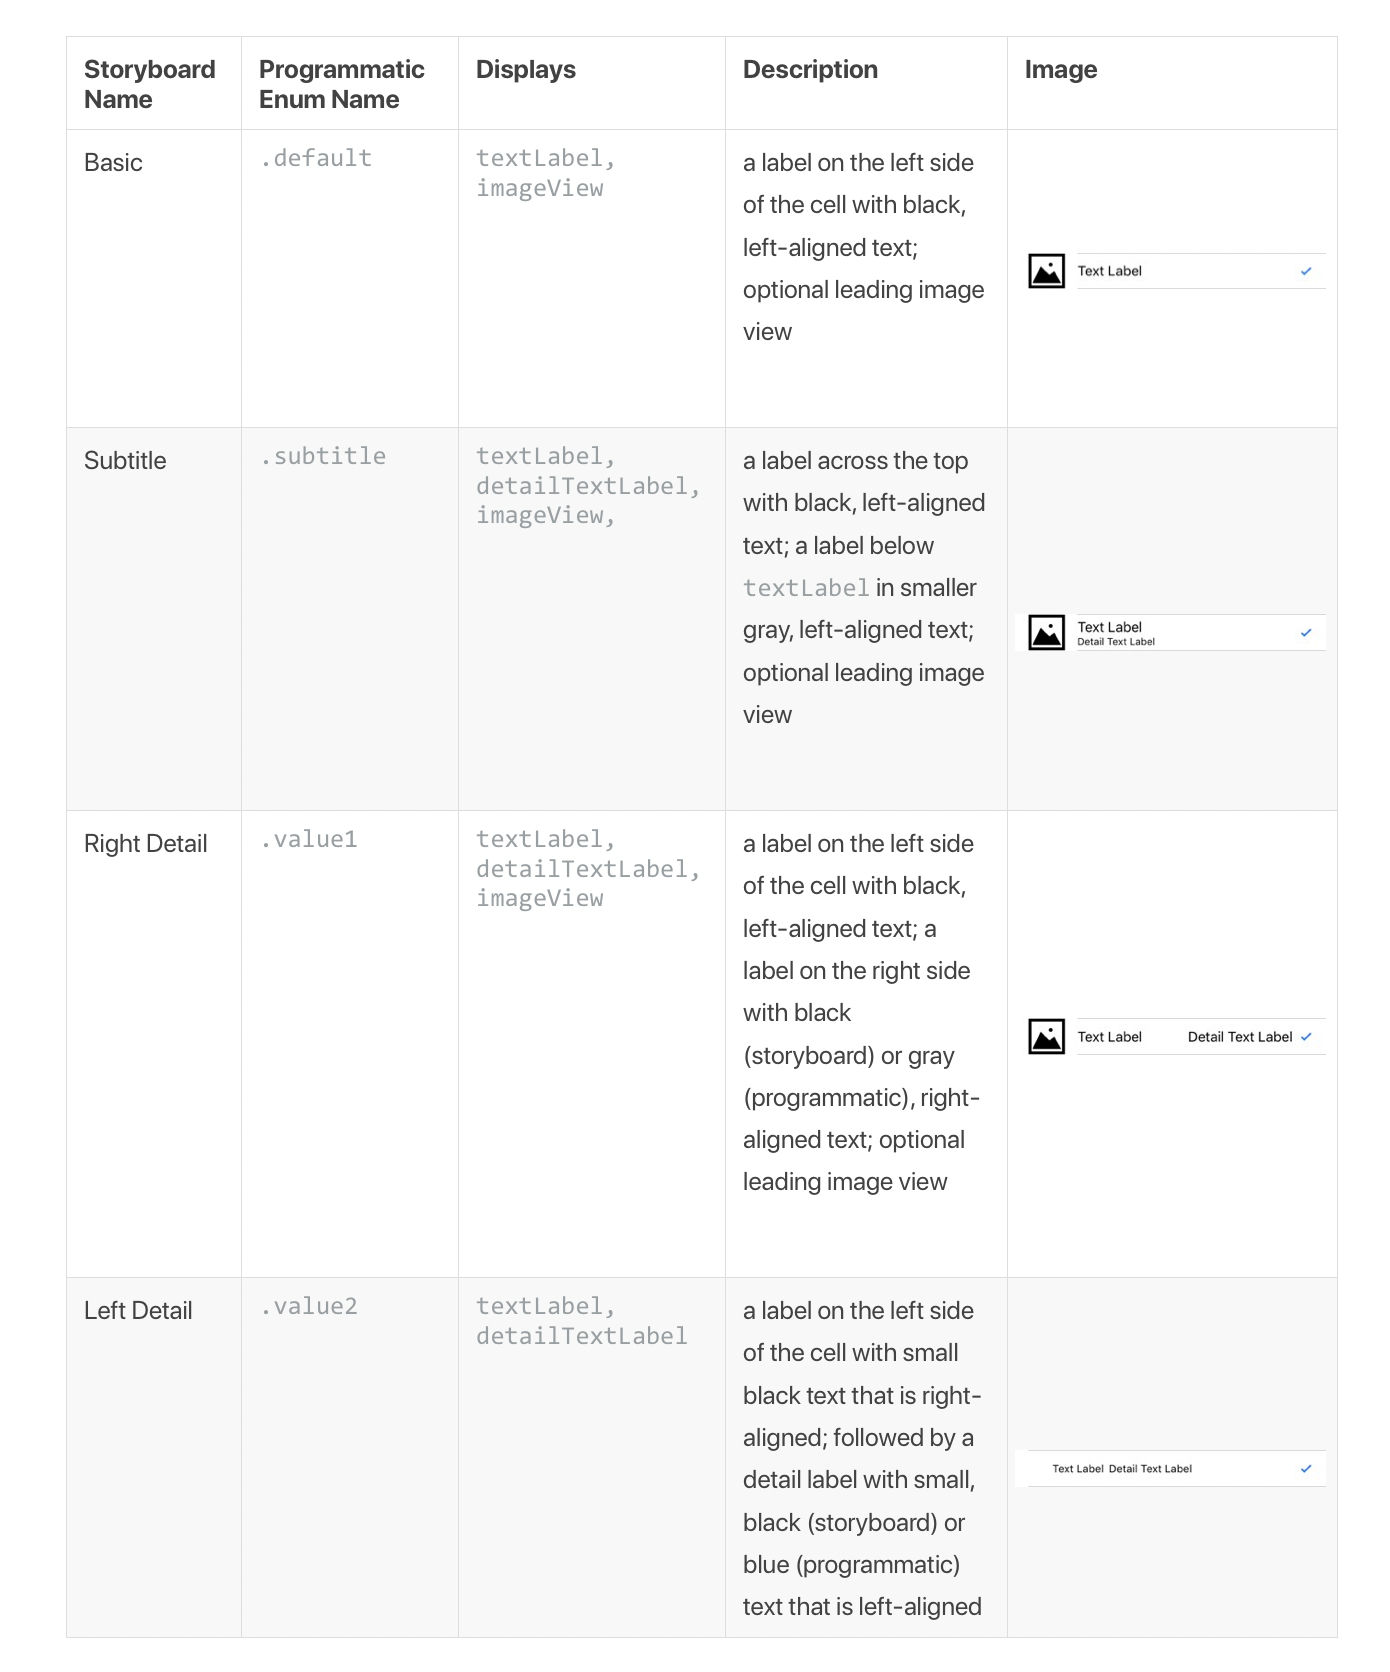 Storyboard
Name
Programmatic
Enum Name
Displays
Description
Image
Basic
.default
textLabel,
imageView
a label on the left side
of the cell with black,
left-aligned text;
optional leading image
view
Text Label
Subtitle
.subtitle
textLabel,
detailTextLabel,
imageView,
a label across the top
with black, left-aligned
text; a label below
textLabel in smaller
gray, left-aligned text;
optional leading image
view
Text Label
Detail Text Label
Right Detail
.value1
textLabel,
detailTextLabel,
imageView
a label on the left side
of the cell with black,
left-aligned text; a
label on the right side
with black
(storyboard) or gray
(programmatic), right-
aligned text; optional
leading image view
Text Label Detail Text Label
Left Detail
.value2
textLabel,
detailTextLabel
a label on the left side
of the cell with small
black text that is right-
aligned; followed by a
detail label with small,
black (storyboard) or
blue (programmatic)
text that is left-aligned
Text Label Detail Text Label